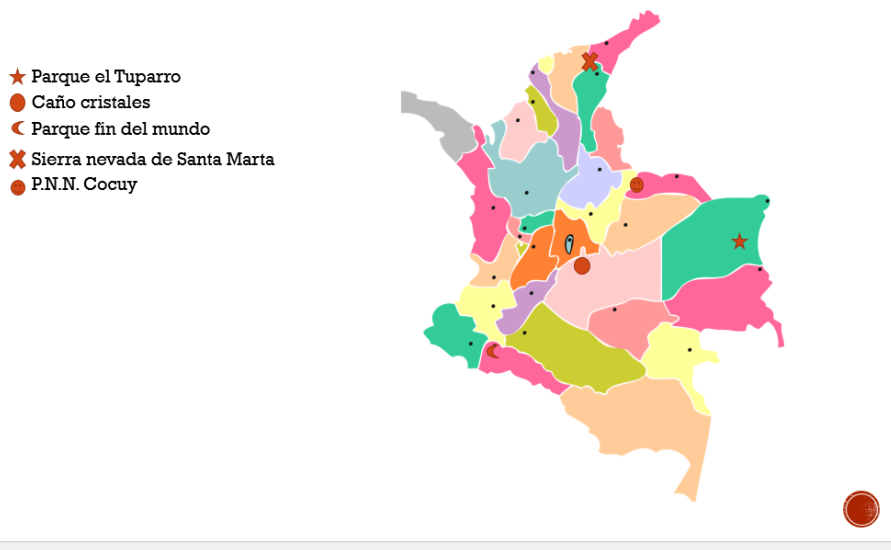 Parque el Tuparro
Caño cristales
Parque fin del mundo
Sierra nevada de Santa Marta
P.N.N. Cocuy